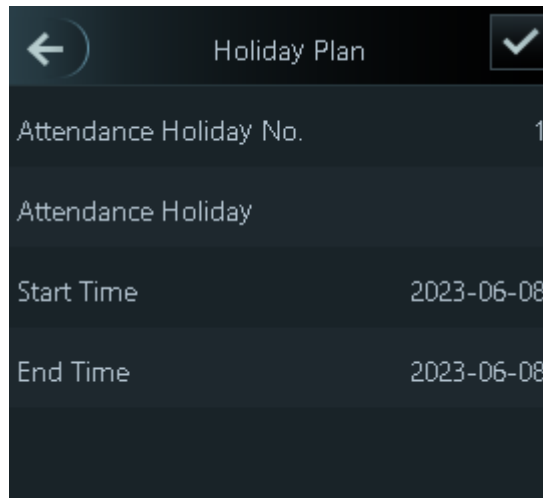 Holiday Plan
Attendance Holiday No. 1
Attendance Holiday
Start Time 2023-06-08
End Time 2023-06-08